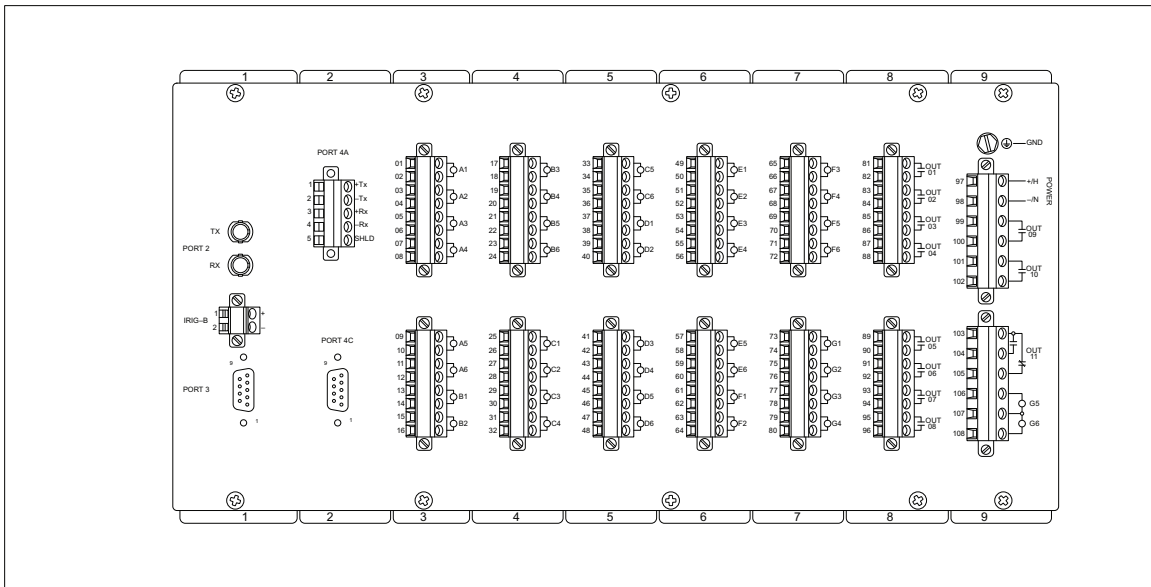 1 2 3 4 5 6 7 8 9
GND
PORT 4A
1 +Tx
2 –Tx
3 +Rx
4 –Rx
5 SHLD
TX
PORT 2
RX
IRIG–B
1 +
2 –
PORT 3
9
1
PORT 4C
9
1
01
02
A1
03
04
A2
05
06
A3
07
08
A4
09
10
A5
11
12
A6
13
14
B1
15
16
B2
17
18
B3
19
20
B4
21
22
B5
23
24
B6
25
26
C1
27
28
C2
29
30
C3
31
32
C4
33
34
C5
35
36
C6
37
38
D1
39
40
D2
41
42
D3
43
44
D4
45
46
D5
47
48
D6
49
50
E1
51
52
E2
53
54
E3
55
56
E4
57
58
E5
59
60
E6
61
62
F1
63
64
F2
65
66
F3
67
68
F4
69
70
F5
71
72
F6
73
74
G1
75
76
G2
77
78
G3
79
80
G4
81
82
OUT
01
83
84
OUT
02
85
86
OUT
03
87
88
OUT
04
89
90
OUT
05
91
92
OUT
06
93
94
OUT
07
95
96
OUT
08
97 +/H
98 –/N
POWER
99
100
OUT
09
101
102
OUT
10
103
104
105
OUT
11
106
107
108
G5
G6
1 2 3 4 5 6 7 8 9